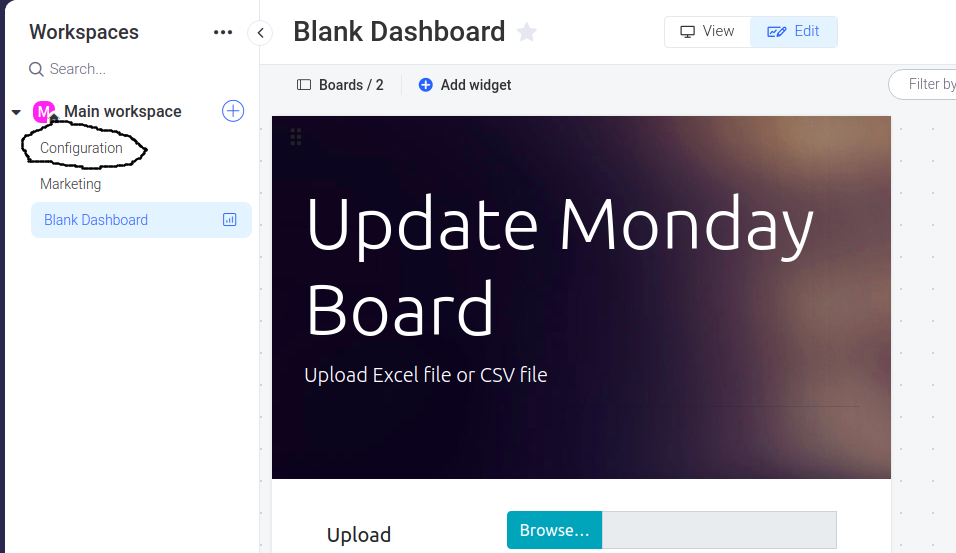 Workspaces
Blank Dashboard
View
Edit
Search...
Boards / 2
Add widget
Filter by
M Main workspace
Configuration
Marketing
Blank Dashboard
Update Monday
Board
Upload Excel file or CSV file
Upload
Browse...